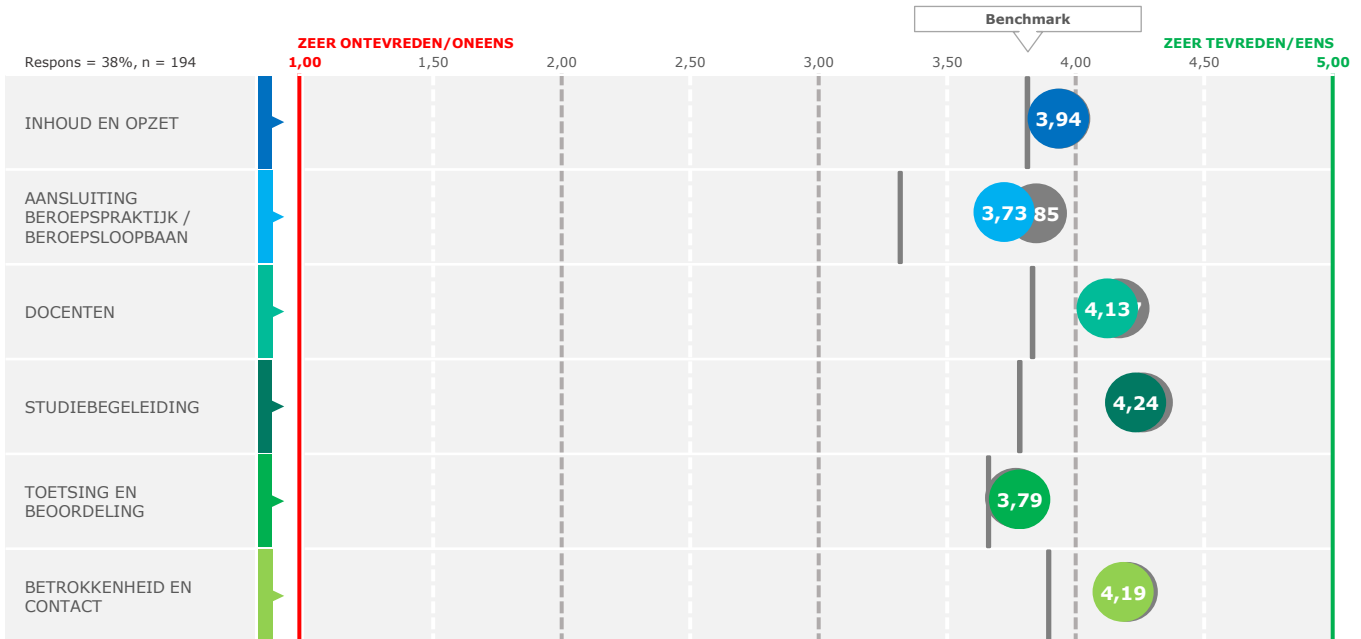 Benchmark
ZEER ONTEVREDEN/ONEENS
ZEER TEVREDEN/EENS
Respons = 38%, n = 194
1,00 1,50 2,00 2,50 3,00 3,50 4,00 4,50 5,00
INHOUD EN OPZET
3,94
AANSLUITING
BEROEPSPRAKTIJK /
BEROEPSLOOPBAAN
3,73 85
DOCENTEN
4,13
STUDIEBEGELEIDING
4,24
TOETSING EN
BEOORDELING
3,79
BETROKKENHEID EN
CONTACT
4,19